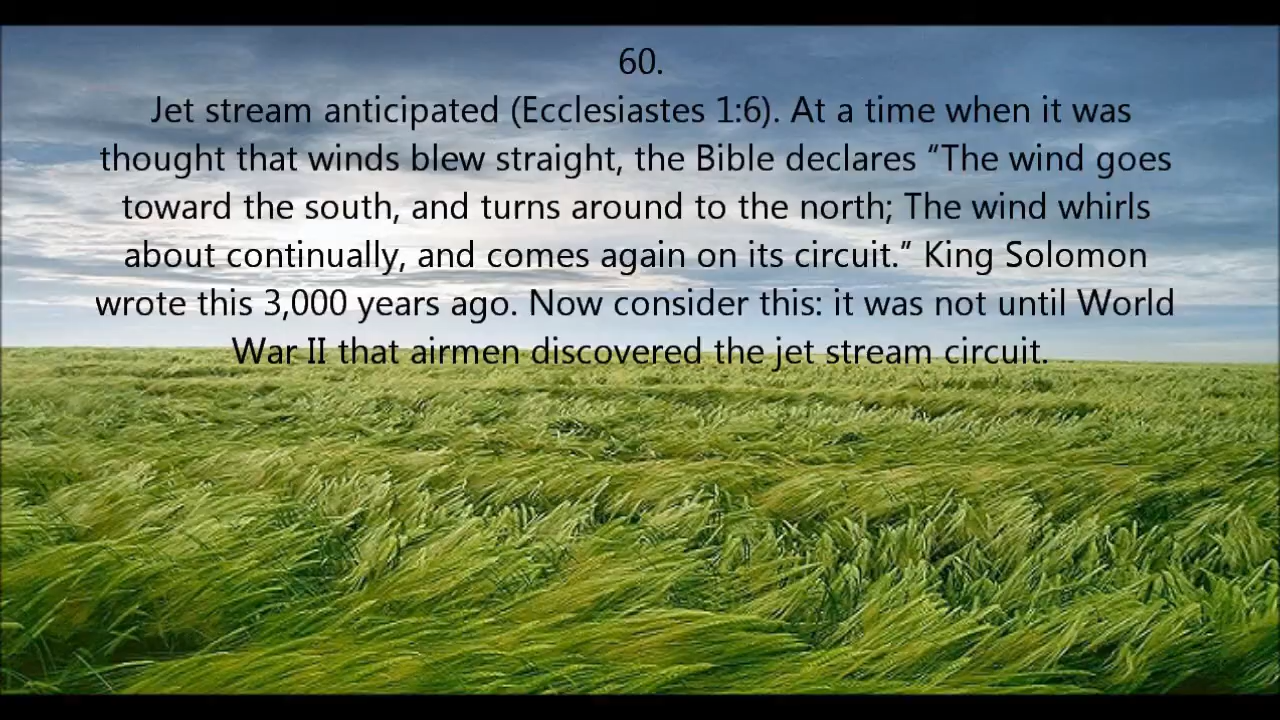 60.
Jet stream anticipated (Ecclesiastes 1:6). At a time when it was
thought that winds blew straight, the Bible declares “The wind goes
toward the south, and turns around to the north; The wind whirls
about continually, and comes again on its circuit.” King Solomon
wrote this 3,000 years ago. Now consider this: it was not until World
War II that airmen discovered the jet stream circuit.